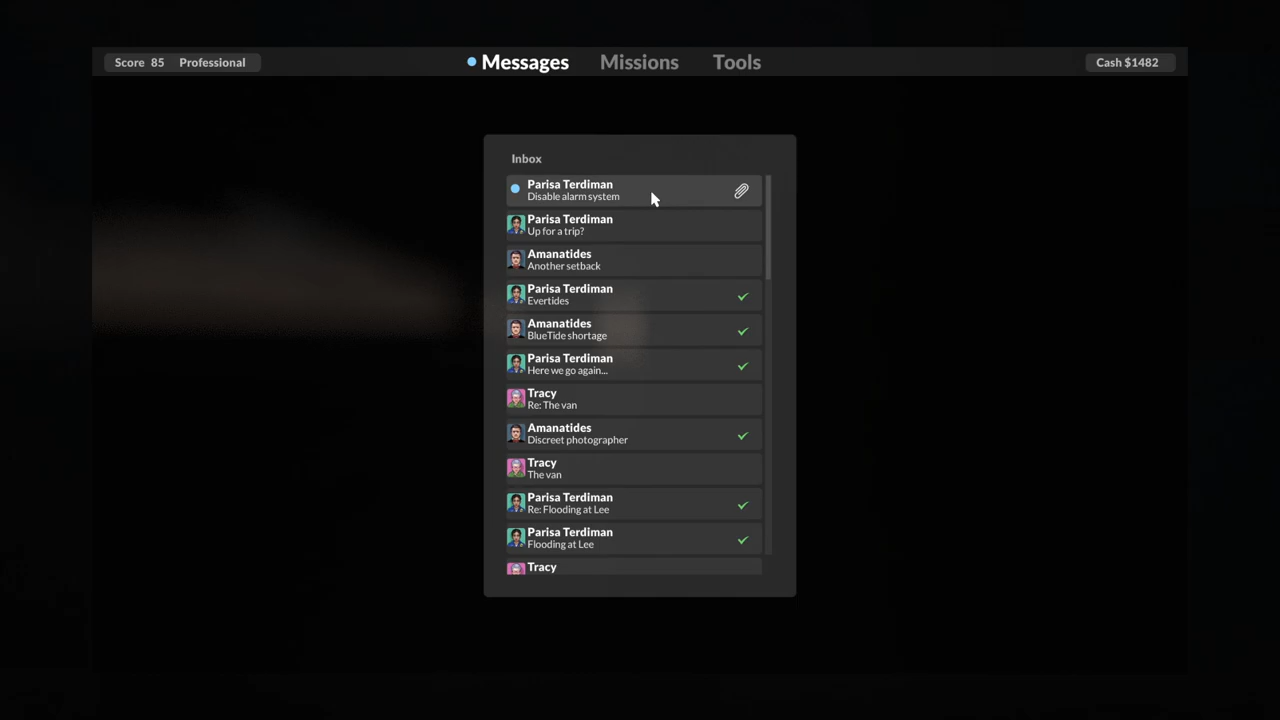 Score 85 Professional
Messages Missions Tools
Cash $1482
Inbox
Parisa Terdiman
Disable alarm system
Parisa Terdiman
Up for a trip?
Amanatides
Another setback
Parisa Terdiman
Evertides
Amanatides
BlueTide shortage
Parisa Terdiman
Here we go again...
Tracy
Re: The van
Amanatides
Discreet photographer
Tracy
The van
Parisa Terdiman
Re: Flooding at Lee
Parisa Terdiman
Flooding at Lee
Tracy